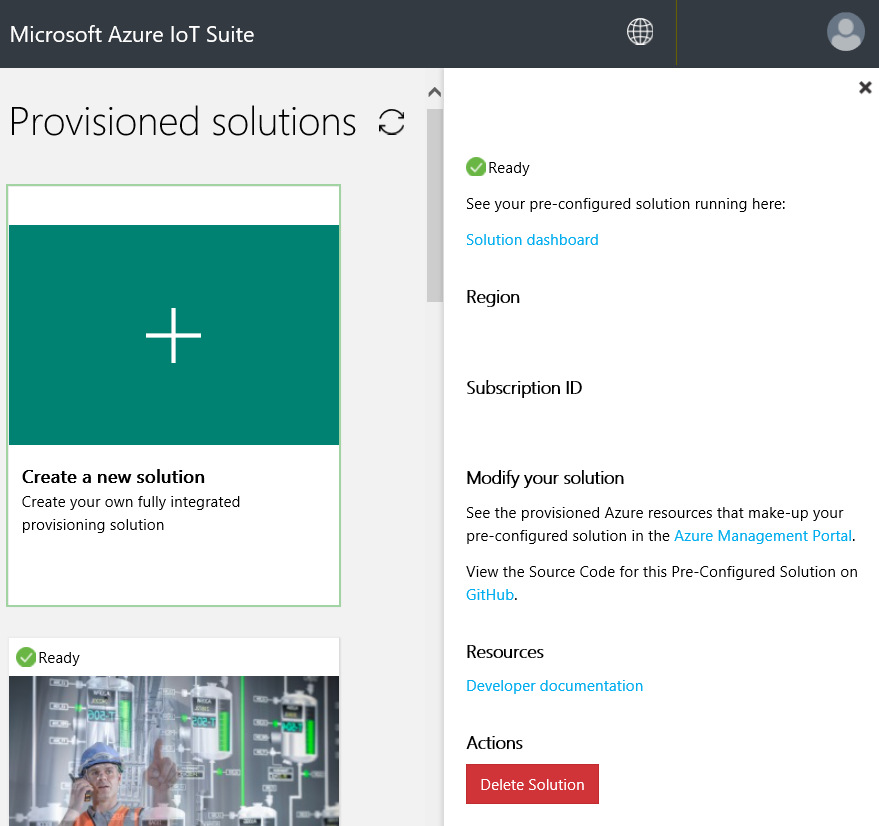 Microsoft Azure IoT Suite
Provisioned solutions
Create a new solution
Create your own fully integrated
provisioning solution
Ready
Ready
See your pre-configured solution running here:
Solution dashboard
Region
Subscription ID
Modify your solution
See the provisioned Azure resources that make-up your
pre-configured solution in the Azure Management Portal.
View the Source Code for this Pre-Configured Solution on
GitHub.
Resources
Developer documentation
Actions
Delete Solution